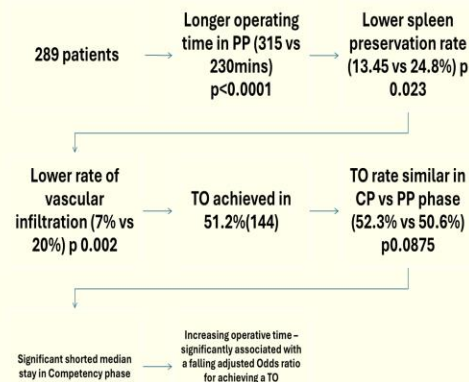 289 patients
Longer operating
time in PP (315 vs
230mins)
p<0.0001
Lower spleen
preservation rate
(13.45 vs 24.8%) p
0.023
Lower rate of
vascular
infiltration (7% vs
20%) p 0.002
TO achieved in
51.2%(144)
TO rate similar in
CP vs PP phase
(52.3% vs 50.6%)
p0.0875
Significant shorted median
stay in Competency phase
Increasing operative time –
significantly associated with
a falling adjusted Odds ratio
for achieving a TO